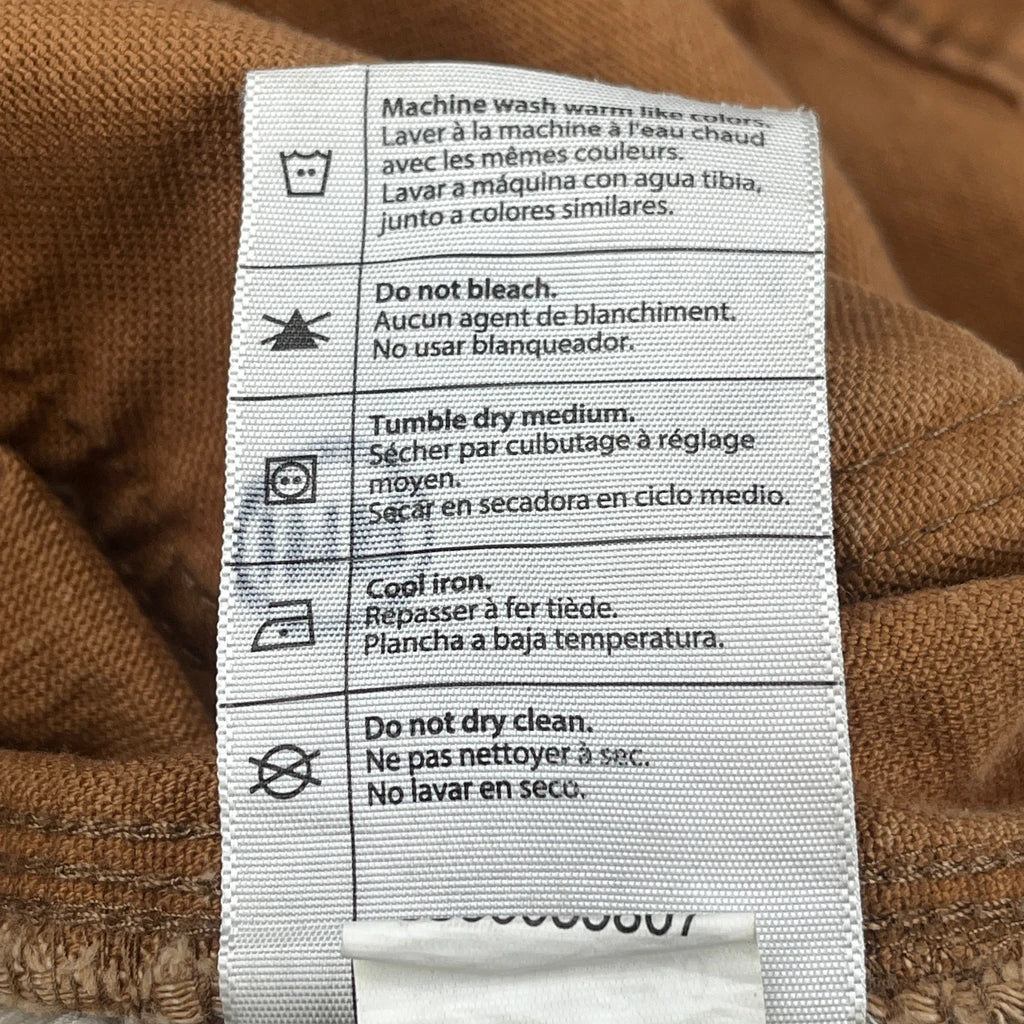 Machine wash warm like colors.
Laver à la machine à l'eau chaud
avec les mêmes couleurs.
Lavar a máquina con agua tibia,
junto a colores similares.
Do not bleach.
Aucun agent de blanchiment.
No usar blanqueador.
Tumble dry medium.
Sécher par culbutage à réglage
moyen.
Secar en secadora en ciclo medio.
Cool iron.
Repasser à fer tiède.
Plancha a baja temperatura.
Do not dry clean.
Ne pas nettoyer à sec.
No lavar en seco.